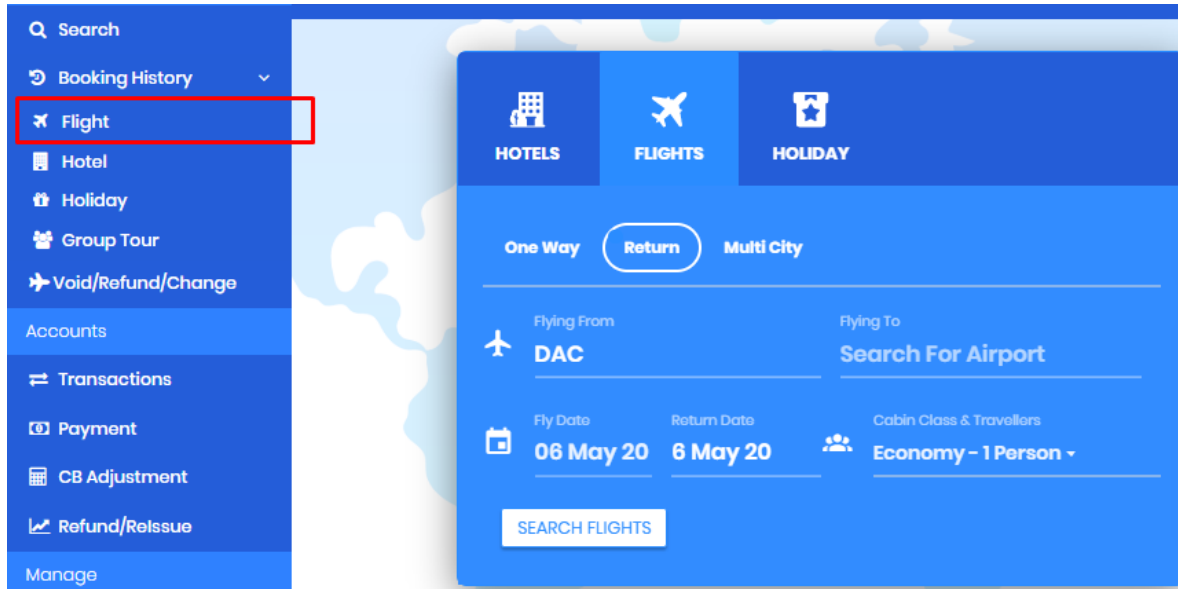 Search
Booking History
Flight
Hotel
Holiday
Group Tour
Void/Refund/Change
Accounts
Transactions
Payment
CB Adjustment
Refund/ReIssue
Manage
HOTELS FLIGHTS HOLIDAY
One Way Return Multi City
Flying From Flying To
DAC Search For Airport
Fly Date Return Date Cabin Class & Travellers
06 May 20 6 May 20 Economy - 1 Person
SEARCH FLIGHTS